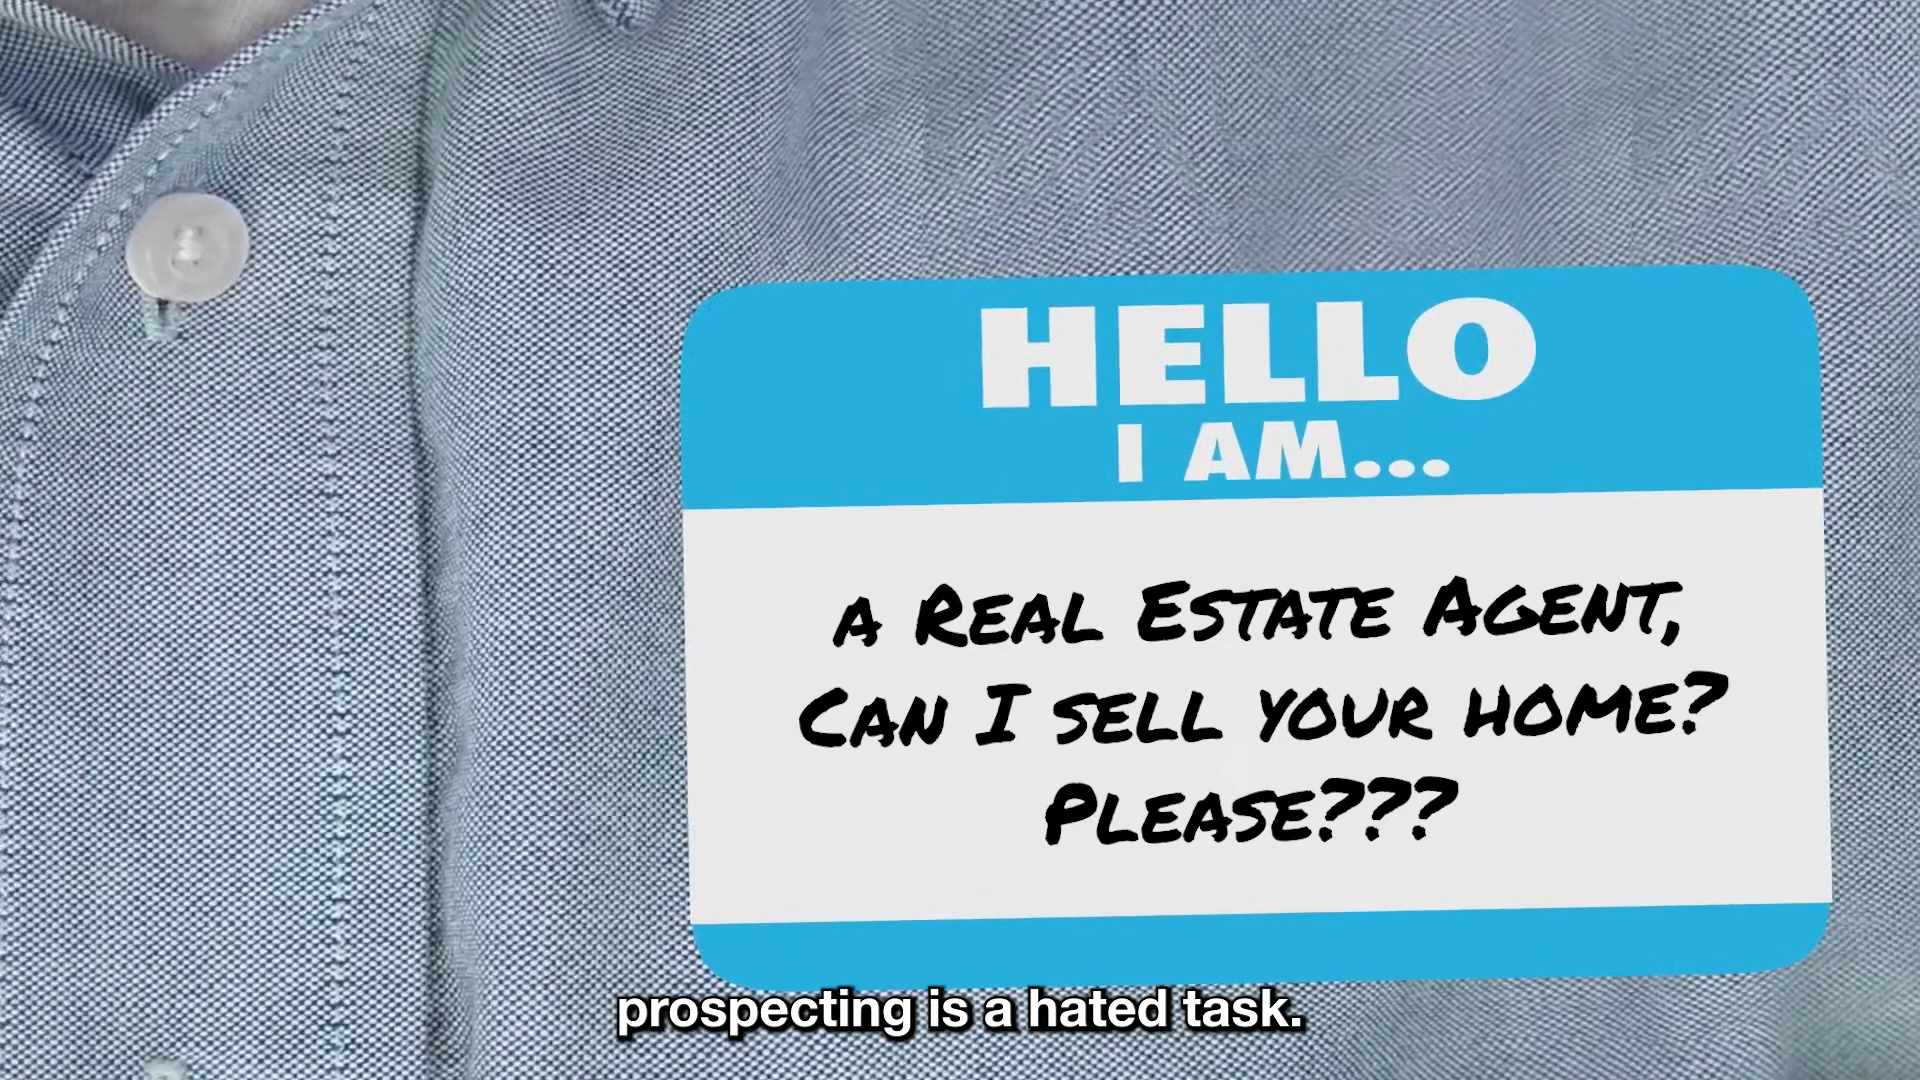 HELLO
I AM...
a Real Estate Agent,
Can I sell your home?
Please???
prospecting is a hated task.